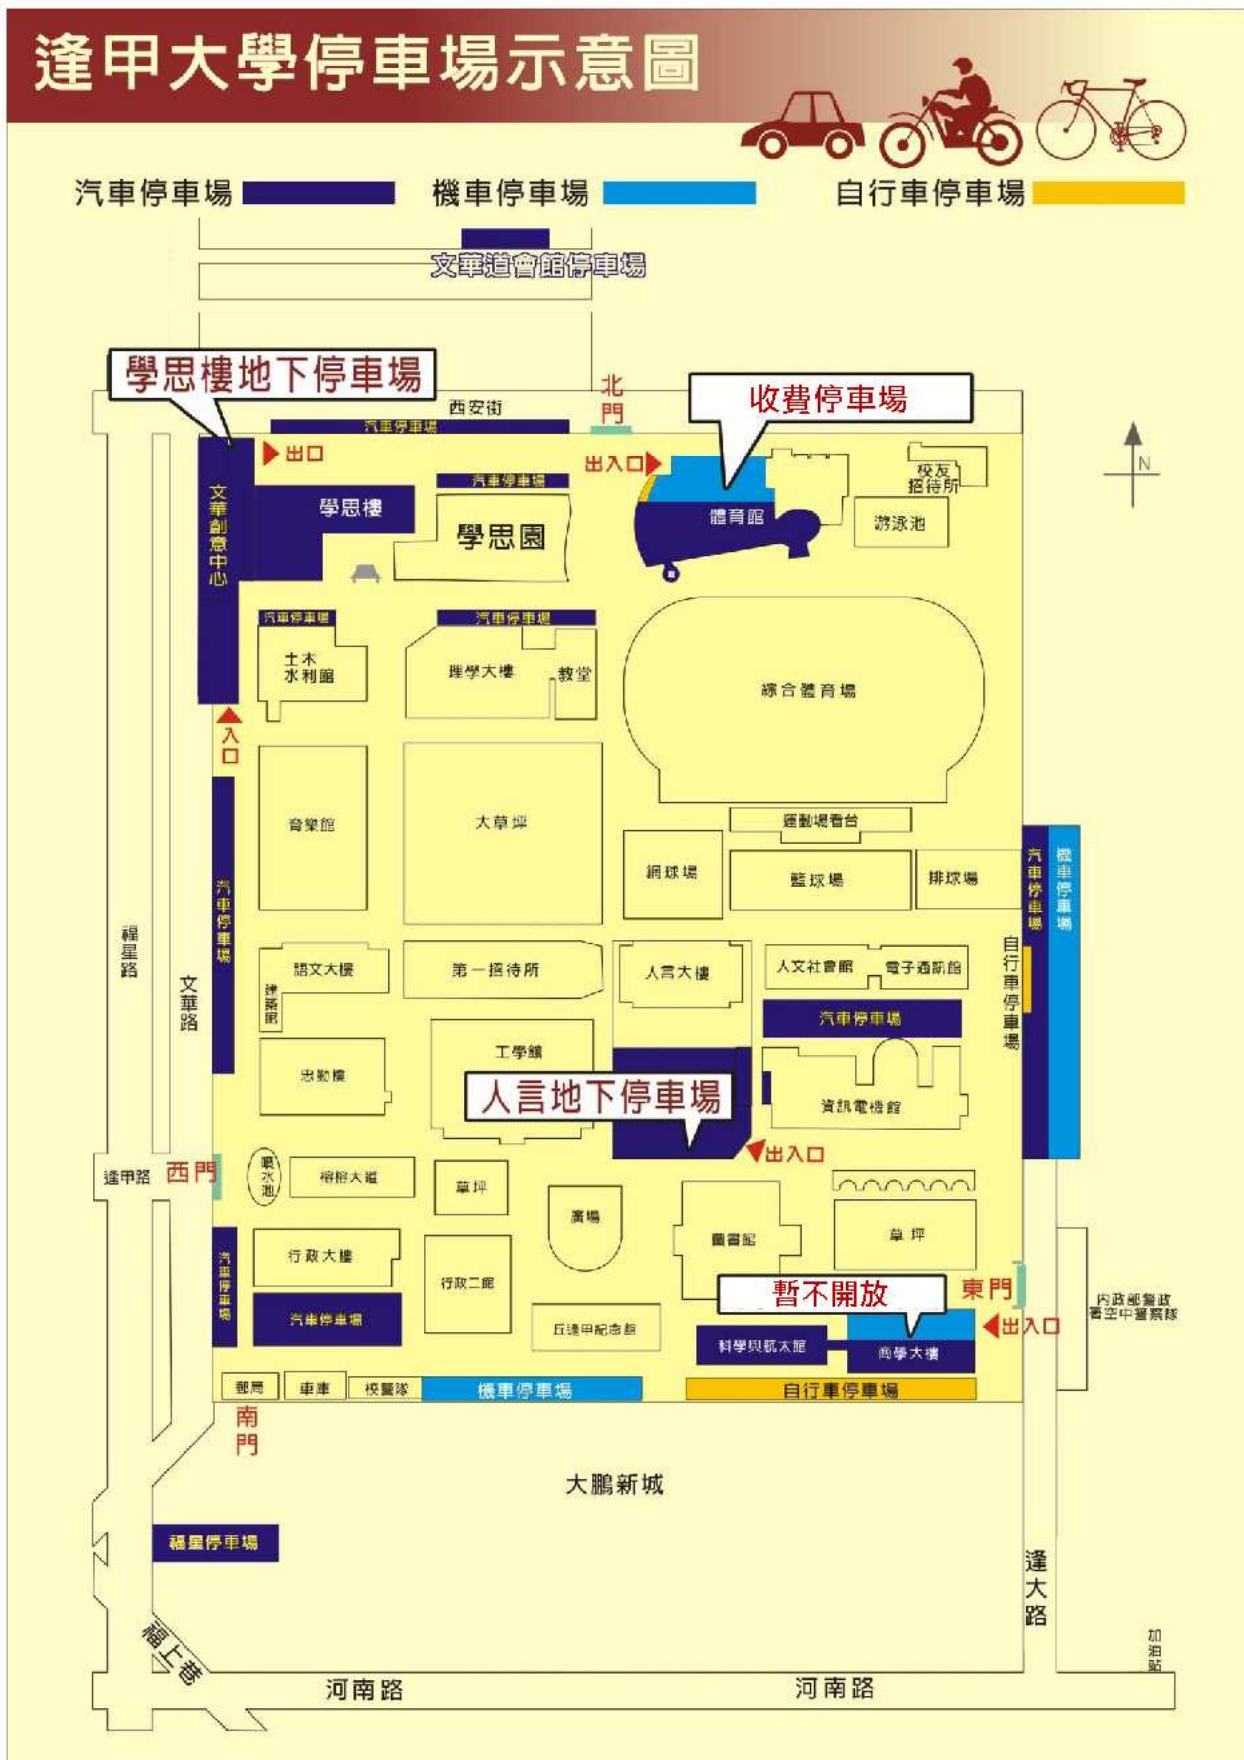 逢甲大學停車場示意圖
汽車停車場
機車停車場
自行車停車場
文華道會館停車場
學思樓地下停車場
西安街
北門
收費停車場
汽車停車場
出口
出入口
汽車停車場
校友
招待所
文華創意中心
學思樓
學思園
體育館
游泳池
N
汽車停車場
汽車停車場
土木
水利館
理學大樓
教堂
綜合體育場
入口
音樂館
大草坪
運動場看台
網球場
籃球場
排球場
汽車停車場
機車停車場
汽車停車場
福星路
文華路
語文大樓
建築館
第一招待所
人言大樓
人文社會館
電子通訊館
自行車停車場
汽車停車場
忠勤樓
工學館
人言地下停車場
資訊電機館
出入口
逢甲路
西門
噴水池
榕榕大道
草坪
廣場
圖書館
草坪
汽車停車場
行政大樓
行政二館
暫不開放
東門
內政部警政
署空中警察隊
汽車停車場
丘逢甲紀念館
科學與航太館
商學大樓
出入口
郵局
車庫
校警隊
機車停車場
自行車停車場
南門
大鵬新城
福星停車場
逢大路
福上巷
加油站
河南路
河南路